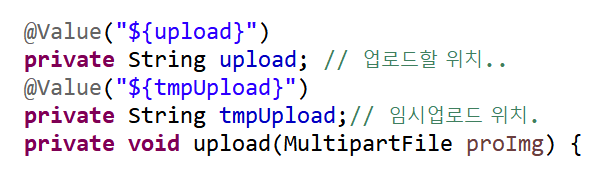 @Value("${upload}")
private String upload; // 업로드할 위치..
@Value("${tmpUpload}")
private String tmpUpload;// 임시업로드 위치.
private void upload(MultipartFile proImg) {